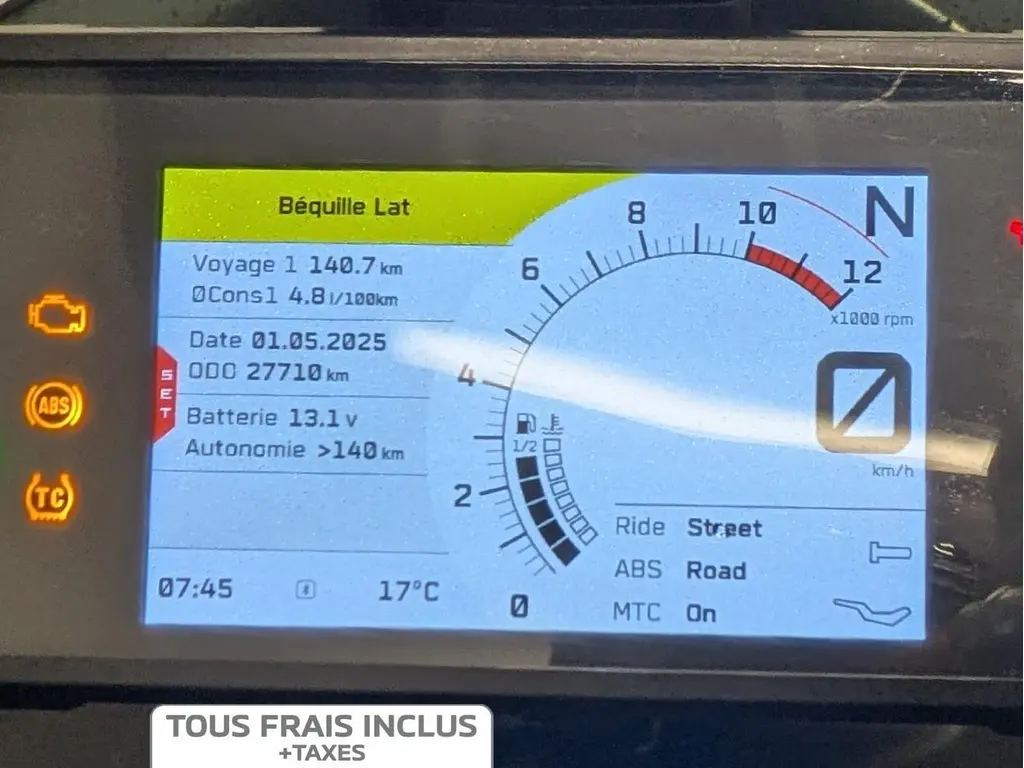 Béquille Lat
Voyage 1 140.7 km
ØCons1 4.8 l/100km
Date 01.05.2025
ODO 27710 km
SET
Batterie 13.1 v
Autonomie >140 km
07:45
17°C
N
0
2
4
6
8
10
12
x1000 rpm
1/2
0
km/h
Ride Street
ABS Road
MTC On
ABS
TC
TOUS FRAIS INCLUS
+TAXES